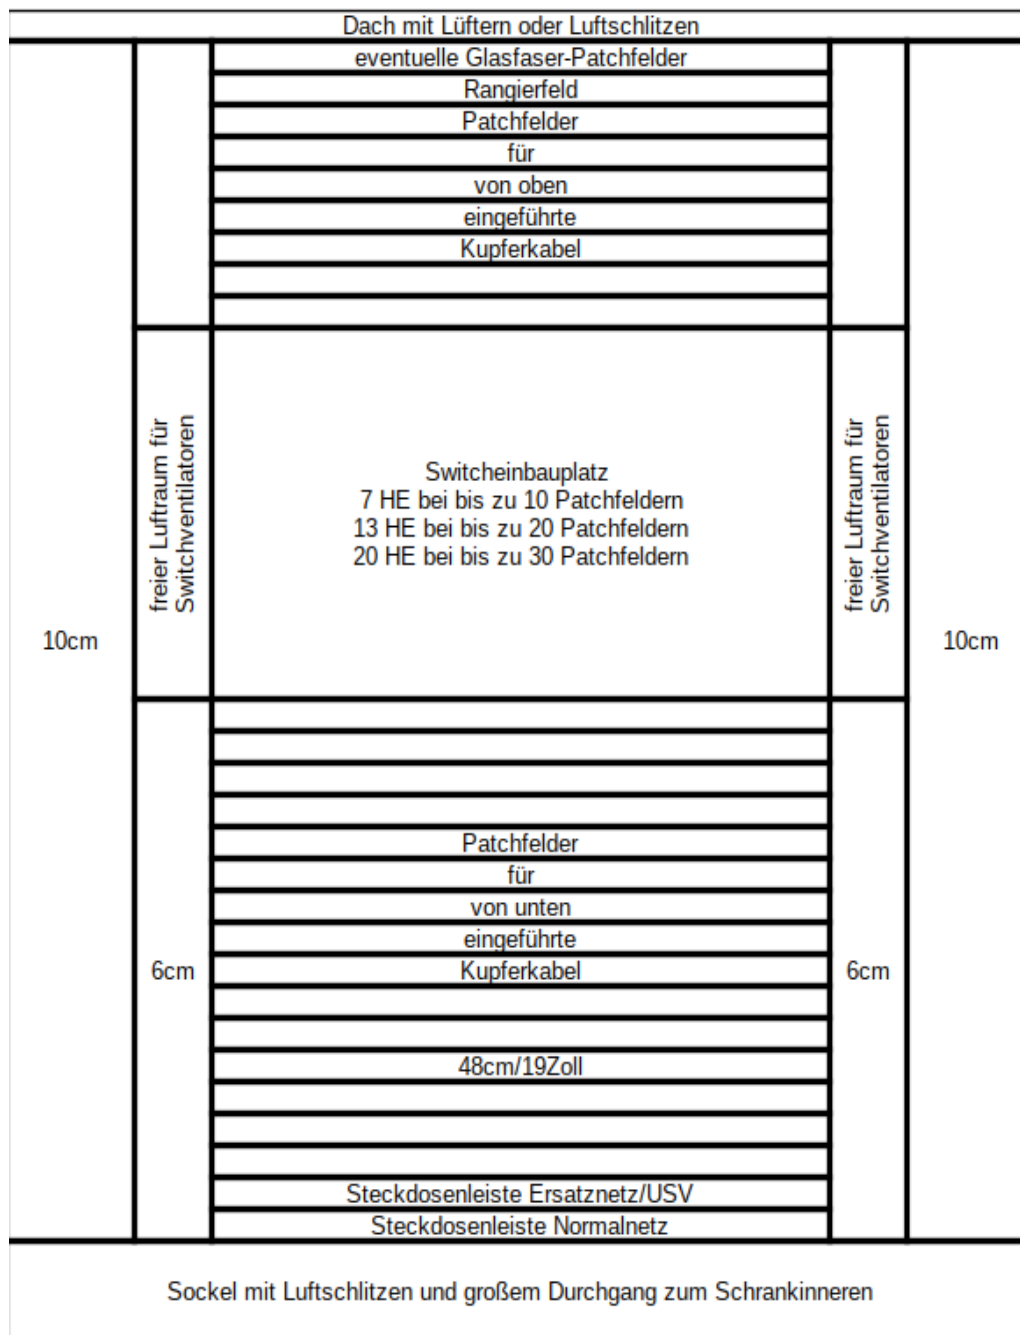 Dach mit Lüftern oder Luftschlitzen
eventuelle Glasfaser-Patchfelder
Rangierfeld
Patchfelder
für
von oben
eingeführte
Kupferkabel
freier Luftraum für
Switchventilatoren
Switcheinbauplatz
7 HE bei bis zu 10 Patchfeldern
13 HE bei bis zu 20 Patchfeldern
20 HE bei bis zu 30 Patchfeldern
freier Luftraum für
Switchventilatoren
10cm
10cm
Patchfelder
für
von unten
eingeführte
6cm
Kupferkabel
6cm
48cm/19Zoll
Steckdosenleiste Ersatznetz/USV
Steckdosenleiste Normalnetz
Sockel mit Luftschlitzen und großem Durchgang zum Schrankinneren